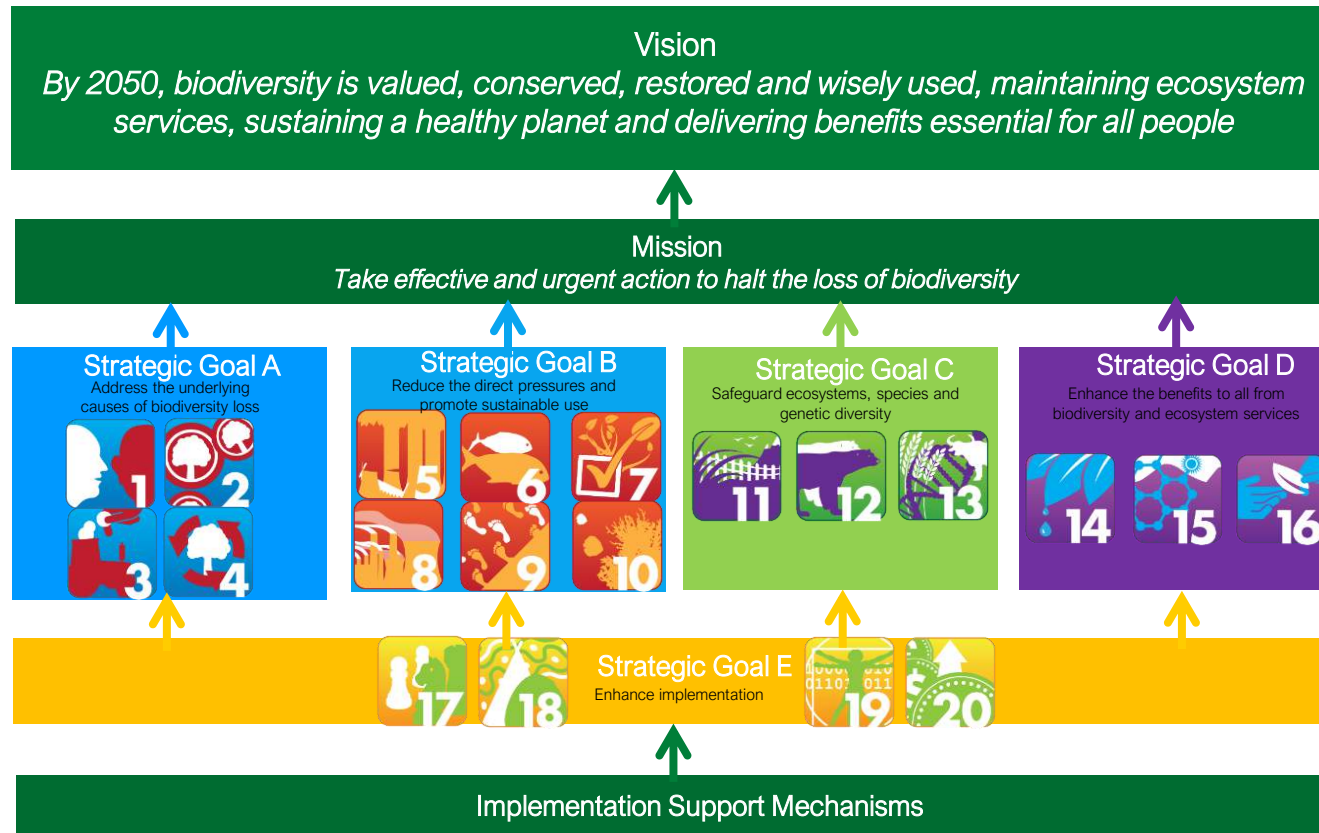 Vision
By 2050, biodiversity is valued, conserved, restored and wisely used, maintaining ecosystem
services, sustaining a healthy planet and delivering benefits essential for all people
Mission
Take effective and urgent action to halt the loss of biodiversity
Strategic Goal A
Address the underlying
causes of biodiversity loss
1
2
3
4
Strategic Goal B
Reduce the direct pressures and
promote sustainable use
5
6
7
8
9
10
Strategic Goal C
Safeguard ecosystems, species and
genetic diversity
11
12
13
Strategic Goal D
Enhance the benefits to all from
biodiversity and ecosystem services
14
15
16
17
18
Strategic Goal E
Enhance implementation
19
20
Implementation Support Mechanisms